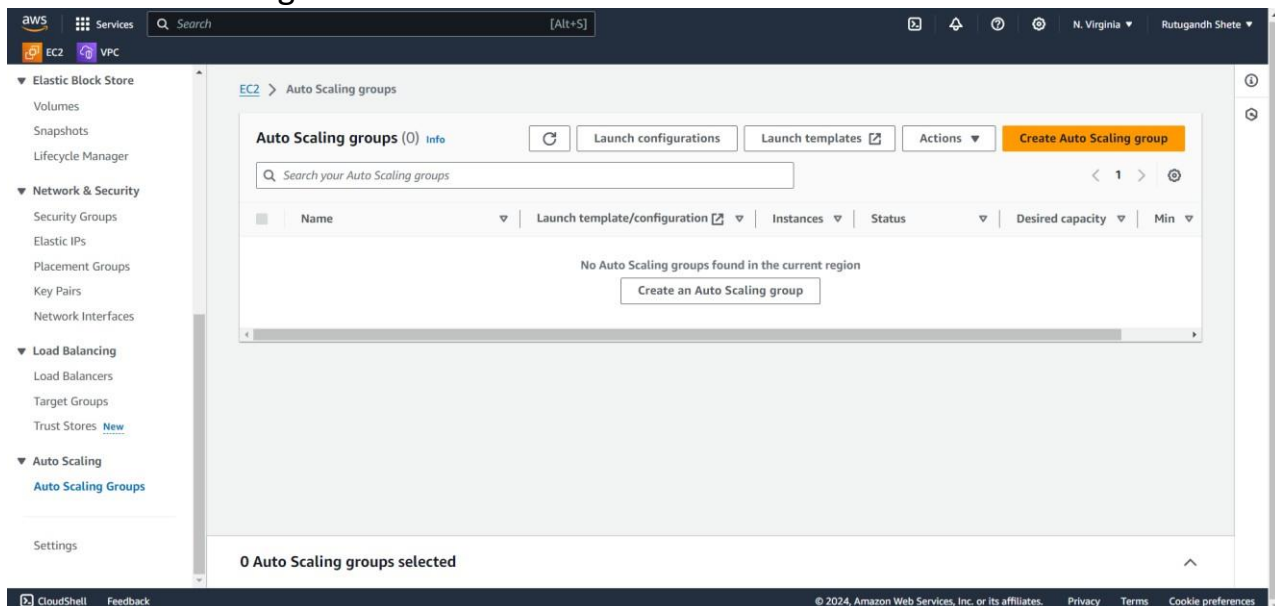 aws Services Search [Alt+S] N. Virginia Rutugandh Shete
EC2 VPC
Elastic Block Store
Volumes
Snapshots
Lifecycle Manager
Network & Security
Security Groups
Elastic IPs
Placement Groups
Key Pairs
Network Interfaces
Load Balancing
Load Balancers
Target Groups
Trust Stores New
Auto Scaling
Auto Scaling Groups
Settings
EC2 > Auto Scaling groups
Auto Scaling groups (0) Info Launch configurations Launch templates Actions Create Auto Scaling group
Search your Auto Scaling groups < 1 >
Name Launch template/configuration Instances Status Desired capacity Min
No Auto Scaling groups found in the current region
Create an Auto Scaling group
0 Auto Scaling groups selected
CloudShell Feedback © 2024, Amazon Web Services, Inc. or its affiliates. Privacy Terms Cookie preferences